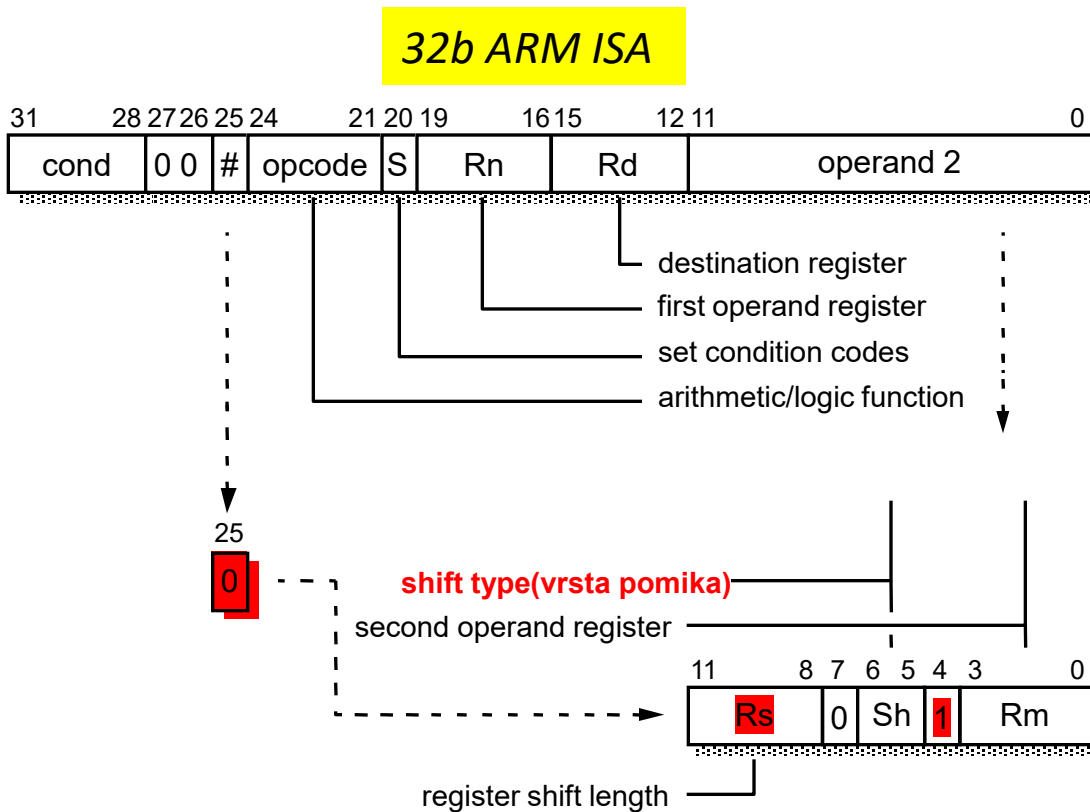 32b ARM ISA
31 28 27 26 25 24 21 20 19 16 15 12 11 0
cond 0 0 # opcode S Rn Rd operand 2
destination register
first operand register
set condition codes
arithmetic/logic function
25
0
shift type(vrsta pomika)
second operand register
11 8 7 6 5 4 3 0
Rs 0 Sh 1 Rm
register shift length